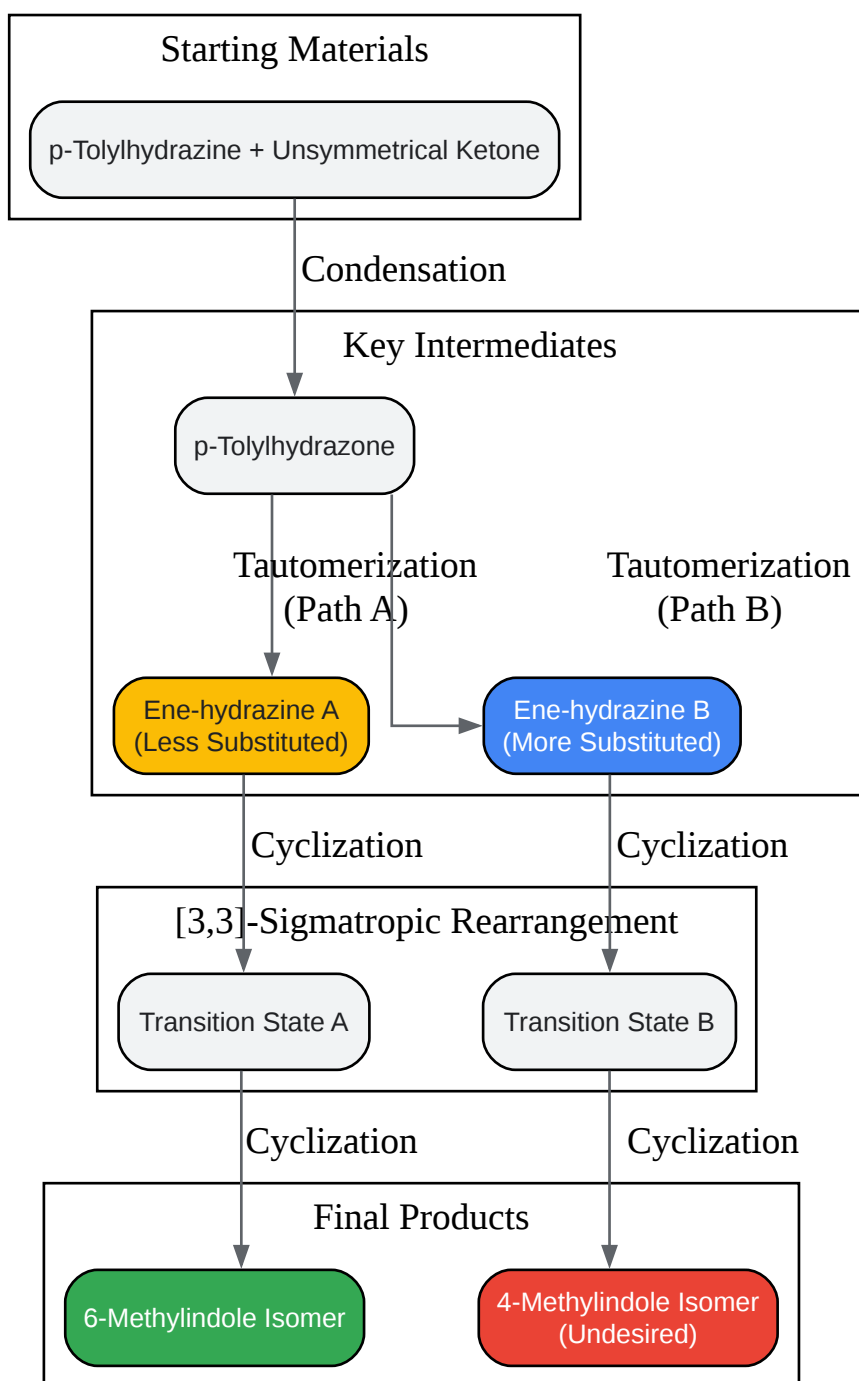 Starting Materials
p-Tolylhydrazine + Unsymmetrical Ketone
Condensation
Key Intermediates
p-Tolylhydrazone
Tautomerization
(Path A)
Tautomerization
(Path B)
Ene-hydrazine A
(Less Substituted)
Ene-hydrazine B
(More Substituted)
Cyclization
Cyclization
[3,3]-Sigmatropic Rearrangement
Transition State A
Transition State B
Cyclization
Cyclization
Final Products
6-Methylindole Isomer
4-Methylindole Isomer
(Undesired)